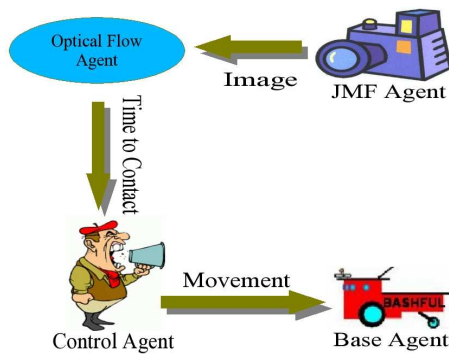 Optical Flow
Agent
Image
JMF Agent
Time to Contact
Movement
BASHFUL
Control Agent
Base Agent